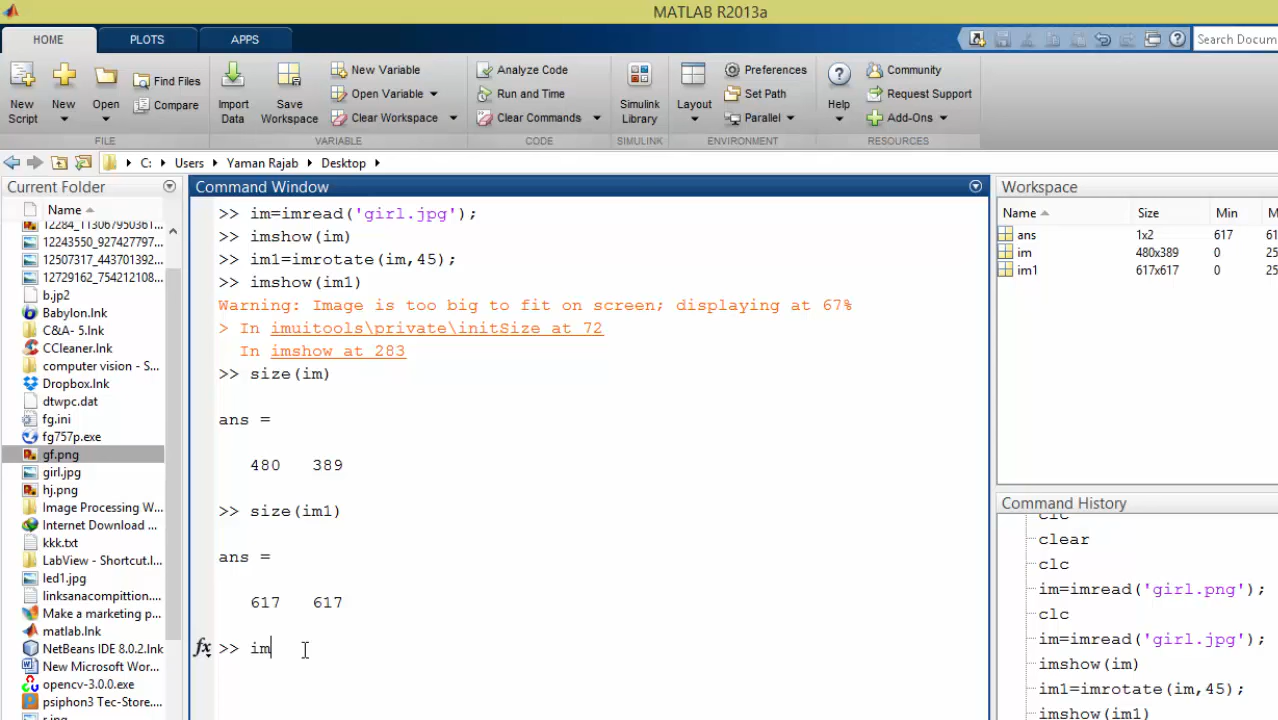 MATLAB R2013a
HOME PLOTS APPS
Search Docum
New Script
New
Open
Find Files
Compare
Import Data
Save Workspace
New Variable
Open Variable
Clear Workspace
Analyze Code
Run and Time
Clear Commands
Simulink Library
Layout
Preferences
Set Path
Parallel
Help
Community
Request Support
Add-Ons
FILE VARIABLE CODE SIMULINK ENVIRONMENT RESOURCES
C: Users Yaman Rajab Desktop
Current Folder
Name
12284_113067950361...
12243550_927427797...
12507317_443701392...
12729162_754212108...
b.jp2
Babylon.lnk
C&A- 5.lnk
CCleaner.lnk
computer vision - S...
Dropbox.lnk
dtwpc.dat
fg.ini
fg757p.exe
gf.png
girl.jpg
hj.png
Image Processing W...
Internet Download ...
kkk.txt
LabView - Shortcut.l...
led1.jpg
linksanacompittion...
Make a marketing p...
matlab.lnk
NetBeans IDE 8.0.2.lnk
New Microsoft Wor...
opencv-3.0.0.exe
psiphon3 Tec-Store....
Command Window
>> im=imread('girl.jpg');
>> imshow(im)
>> im1=imrotate(im,45);
>> imshow(im1)
Warning: Image is too big to fit on screen; displaying at 67%
> In imuitools\private\initSize at 72
In imshow at 283
>> size(im)
ans =
480 389
>> size(im1)
ans =
617 617
fx >> im
Workspace
Name Size Min
ans 1x2 617 61
im 480x389 0 25
im1 617x617 0 25
Command History
clc
clear
clc
im=imread('girl.png');
clc
im=imread('girl.jpg');
imshow(im)
im1=imrotate(im,45);
imshow(im1)